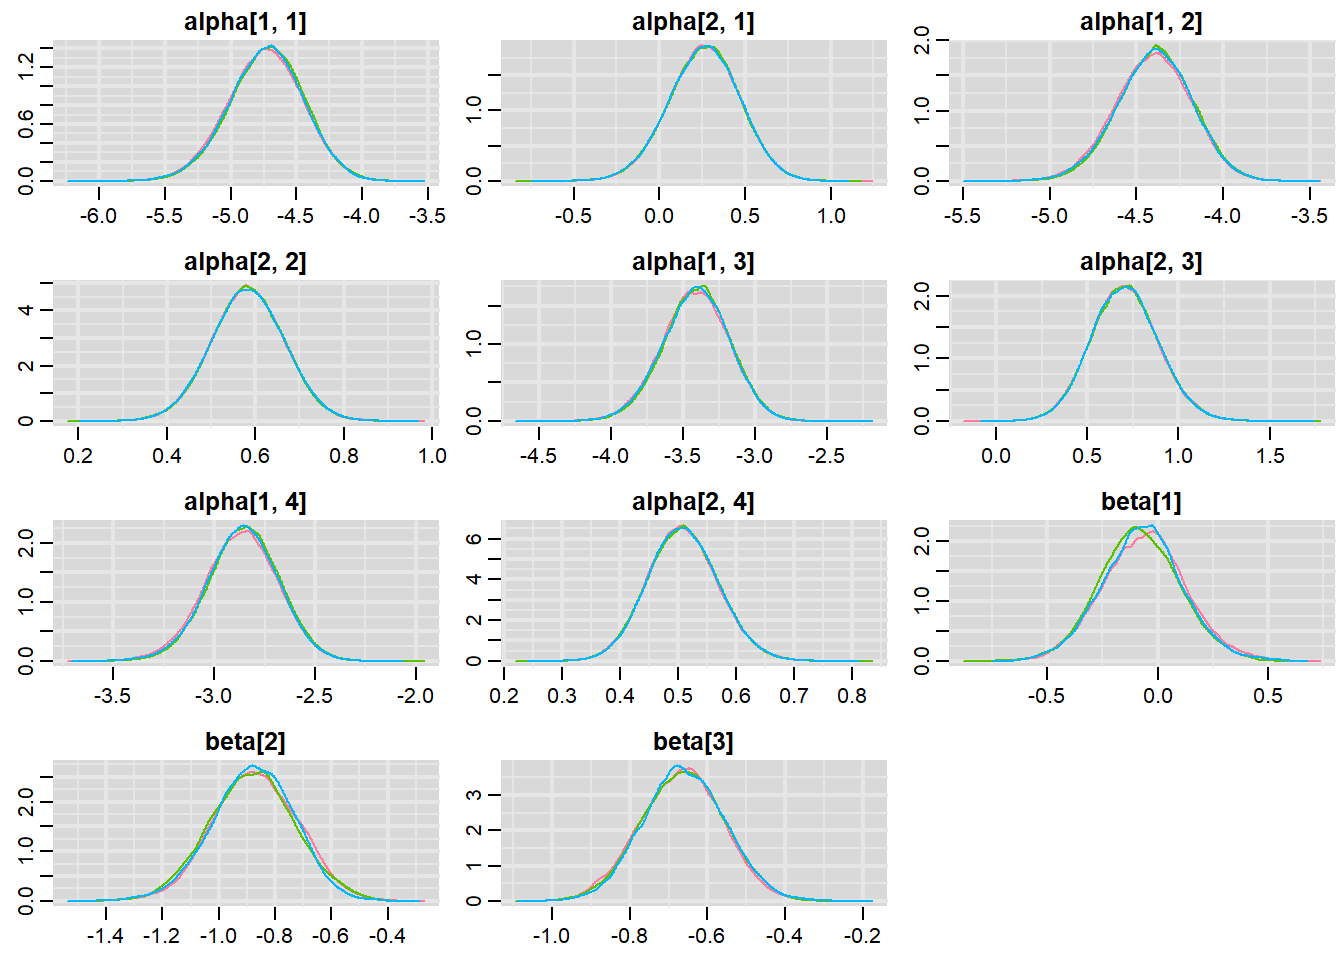 alpha[1, 1] alpha[2, 1] alpha[1, 2]
0.0 0.6 1.2 0.0 1.0 0.0 1.0 2.0
-6.0 -5.5 -5.0 -4.5 -4.0 -3.5 -0.5 0.0 0.5 1.0 -5.5 -5.0 -4.5 -4.0 -3.5
alpha[2, 2] alpha[1, 3] alpha[2, 3]
0 2 4 0.0 1.0 0.0 1.0 2.0
0.2 0.4 0.6 0.8 1.0 -4.5 -4.0 -3.5 -3.0 -2.5 0.0 0.5 1.0 1.5
alpha[1, 4] alpha[2, 4] beta[1]
0.0 1.0 2.0 0 2 4 6 0.0 1.0 2.0
-3.5 -3.0 -2.5 -2.0 0.2 0.3 0.4 0.5 0.6 0.7 0.8 -0.5 0.0 0.5
beta[2] beta[3]
0.0 1.0 2.0 0 1 2 3
-1.4 -1.2 -1.0 -0.8 -0.6 -0.4 -1.0 -0.8 -0.6 -0.4 -0.2